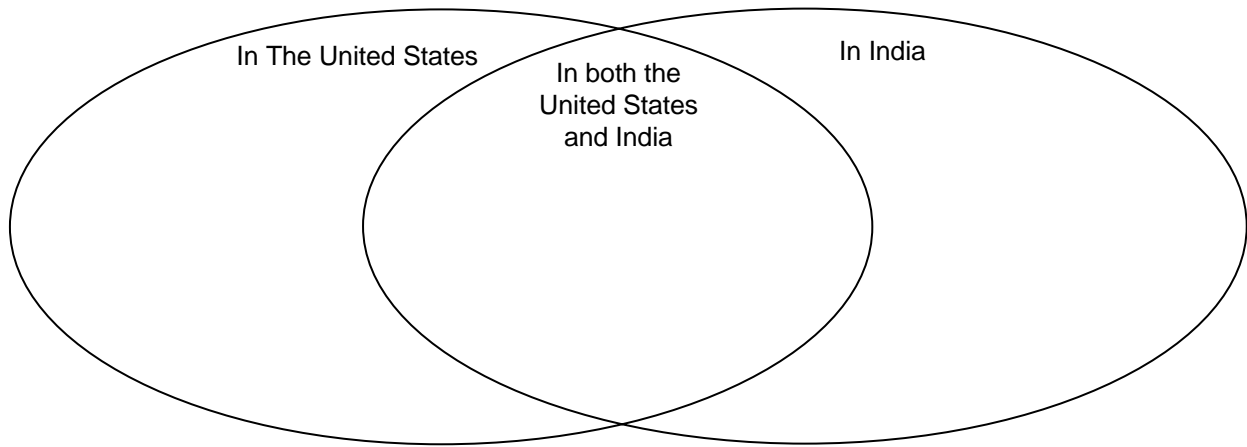 In The United States
In both the
United States
and India
In India